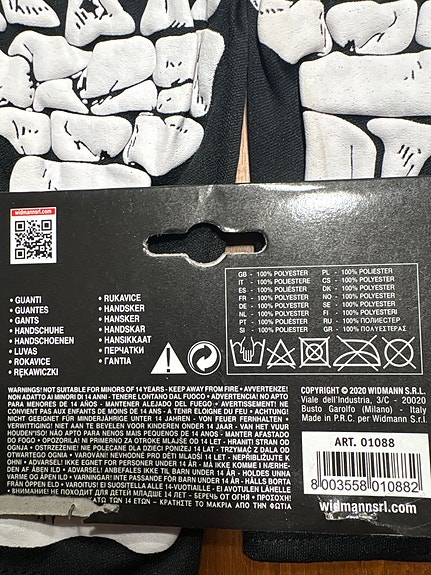 widmannsrl.com
• GUANTI
• GUANTES
• GANTS
• HANDSCHUHE
• HANDSCHOENEN
• LUVAS
• ROKAVICE
• RĘKAWICZKI
• RUKAVICE
• HANDSKER
• HANSKER
• HANDSKAR
• HANSIKKAAT
• ПЕРЧАТКИ
• ΓΑΝΤΙΑ
GB - 100% POLYESTER
IT - 100% POLIESTERE
ES - 100% POLIÉSTER
FR - 100% POLYESTER
DE - 100% POLYESTER
NL - 100% POLYESTER
PT - 100% POLIÉSTER
SI - 100% POLIESTER
PL - 100% POLIESTER
CS - 100% POLYESTER
DK - 100% POLYESTER
NO - 100% POLYESTER
SE - 100% POLYESTER
FI - 100% POLYESTER
RU - 100% ПОЛИЕСТЕР
GR - 100% ΠΟΛΥΕΣΤΕΡΑΣ
WARNINGS! NOT SUITABLE FOR MINORS OF 14 YEARS - KEEP AWAY FROM FIRE • AVVERTENZE!
NON ADATTO AI MINORI DI 14 ANNI - TENERE LONTANO DAL FUOCO • ADVERTENCIA! NO APTO
PARA MENORES DE 14 AÑOS - MANTENER ALEJADO DEL FUEGO • AVERTISSEMENT! NE
CONVIENT PAS AUX ENFANTS DE MOINS DE 14 ANS - A TENIR ELOIGNE DU FEU • ACHTUNG!
NICHT GEEIGNET FÜR MINDERJÄHRIGE UNTER 14 JAHREN - VON FEUER FERNHALTEN •
VERWITTIGING! NIET AAN TE BEVELEN VOOR KINDEREN ONDER 14 JAAR - VAN HET VUUR
HOUDEN AVISO! NÃO APTO PARA MENORES DE 14 ANOS - MANTER AFASTADO
DO FOGO • OPOZORILA! NI PRIMERNO ZA OTROKE MLAJŠE OD 14 LET - HRANITI STRAN OD
OGNJA • OSTRZEŻENIE! NIE POLECANE DLA DZIECI PONIŻEJ 14 LAT - TRZYMAĆ Z DALA OD
OTWARTEGO OGNIA • VAROVANÍ! NEVHODNÉ PRO DĚTI MLADŠÍ 14 LET - NEPŘIBLIŽUJTE K
OHNI • ADVARSEL! IKKE EGNET FOR BØRN UNDER 14 ÅR - MÅ IKKE KOMME I NÆRHE-
DEN AF ÅBEN ILD • ADVARSEL! ANBEFALES IKKE TIL BARN UNDER 14 ÅR - HOLDES UNNA
VARME OG ÅPEN ILD • VARNINGAR! INTE PASSANDE FÖR BARN UNDER 14 ÅR - HÅLLS BORTA
FRÅN ÖPPEN ELD • VAROITUS! EI SUOSITELLA ALLE 14-VUOTIAILLE - EI AVOTULEN LÄHELLE
• ВНИМАНИЕ! НЕ ПОХОДИТ ДЛЯ ДЕТЕЙ МЛАДШЕ 14 ЛЕТ - БЕРЕЧЬ ОТ ОГНЯ • ΠΡΟΣΟΧΗ!
ΚΑΤΩ ΤΩΝ 14 ΕΤΩΝ - ΚΡΑΤΗΣΤΕ ΤΟ ΜΑΚΡΥΑ ΑΠΟ ΤΗΝ ΦΩΤΙΑ
COPYRIGHT © 2020 WIDMANN S.R.L.
Viale dell'Industria, 3/C - 20020
Busto Garolfo (Milano) - Italy
Made in P.R.C. per Widmann S.r.l.
ART. 01088
8 003558 010882
widmannsrl.com